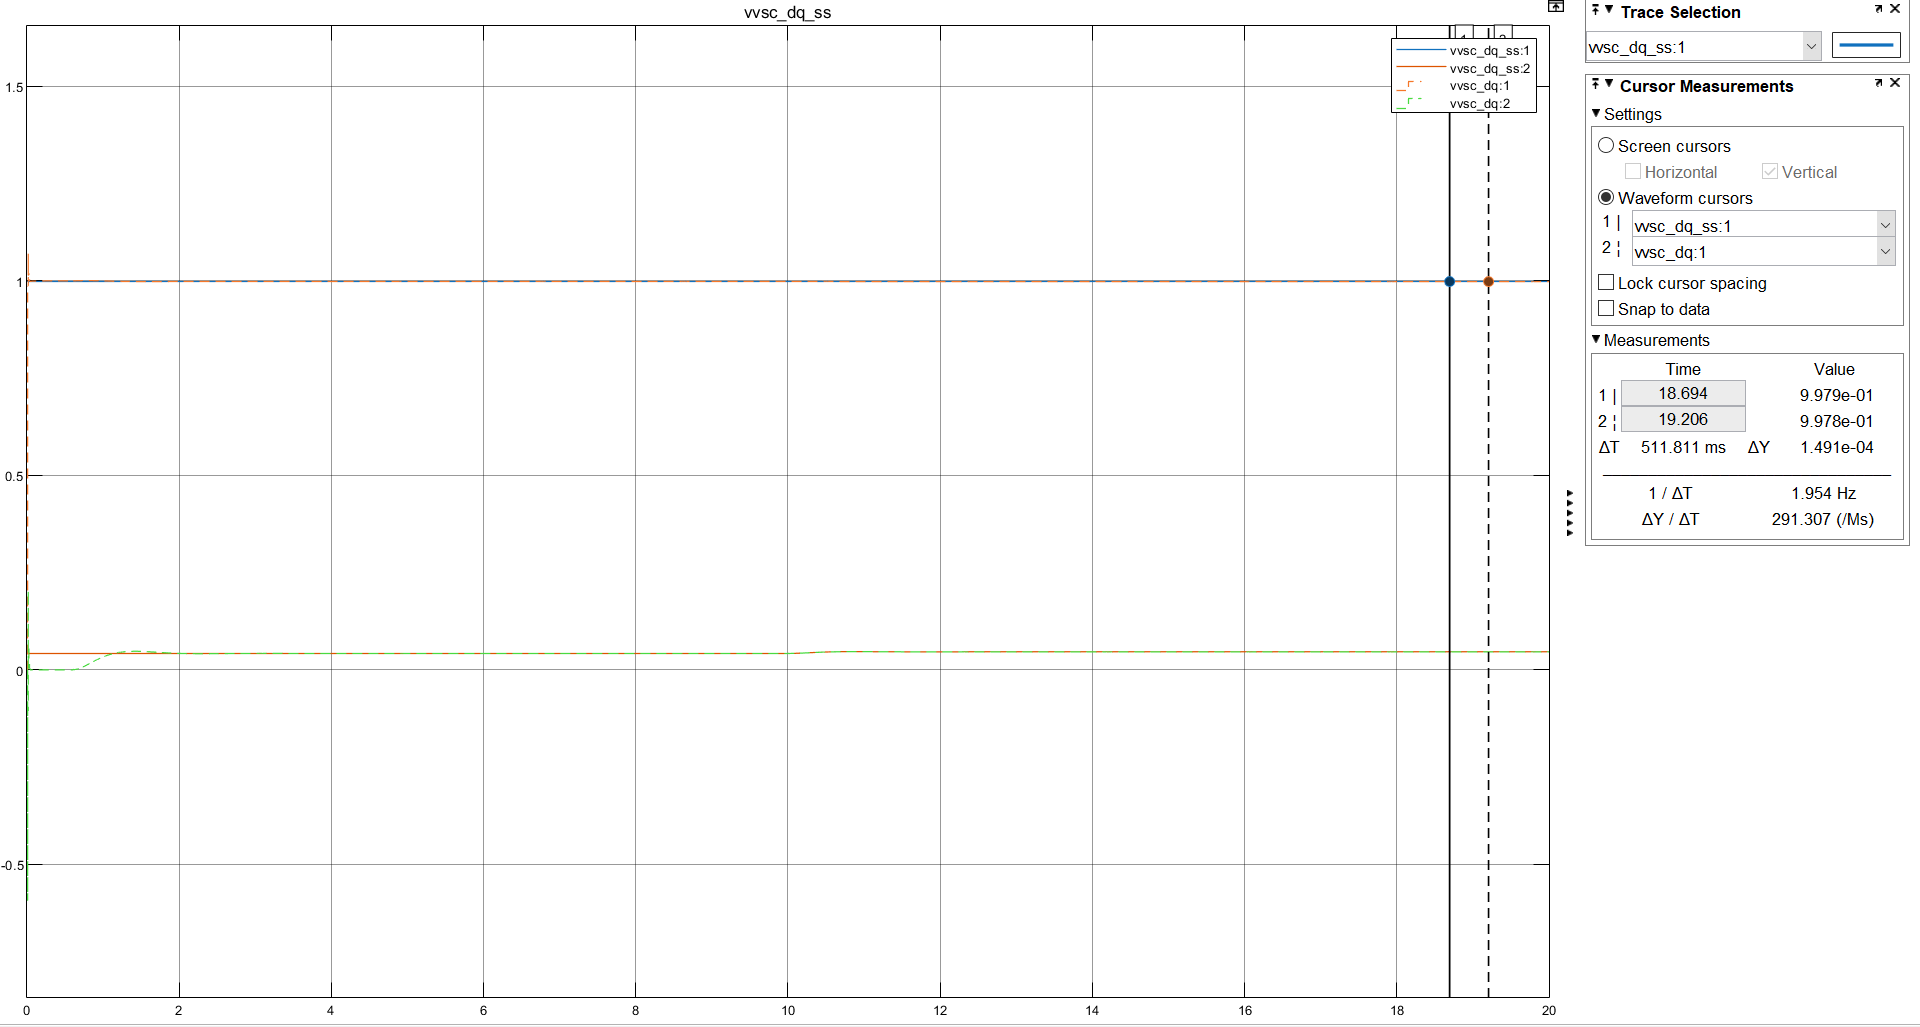 vvsc_dq_ss
vvsc_dq_ss:1
vvsc_dq_ss:2
vvsc_dq:1
vvsc_dq:2
1.5
1
0.5
0
-0.5
0 2 4 6 8 10 12 14 16 18 20
Trace Selection
vvsc_dq_ss:1
Cursor Measurements
Settings
Screen cursors
Horizontal Vertical
Waveform cursors
1 | vvsc_dq_ss:1
2 ¦ vvsc_dq:1
Lock cursor spacing
Snap to data
Measurements
Time Value
1 | 18.694 9.979e-01
2 ¦ 19.206 9.978e-01
ΔT 511.811 ms ΔY 1.491e-04
1 / ΔT 1.954 Hz
ΔY / ΔT 291.307 (/Ms)